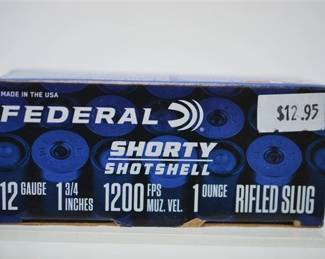 MADE IN THE USA
FEDERAL
$12.95
SHORTY
SHOTSHELL
12 GAUGE 1 3/4 INCHES 1200 FPS MUZ. VEL. 1 OUNCE RIFLED SLUG